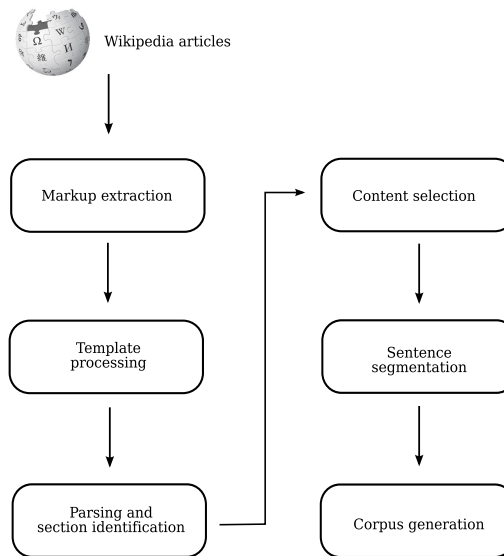 Wikipedia articles
Markup extraction
Template
processing
Parsing and
section identification
Content selection
Sentence
segmentation
Corpus generation